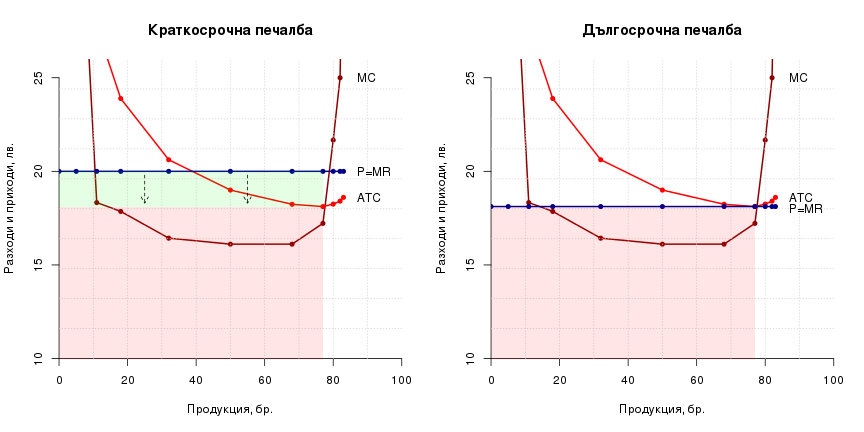 Краткосрочна печалба
25
20
15
10
0
20
40
60
80
100
Разходи и приходи, лв.
Продукция, бр.
MC
P=MR
ATC
Дългосрочна печалба
25
20
15
10
0
20
40
60
80
100
Разходи и приходи, лв.
Продукция, бр.
MC
ATC
P=MR